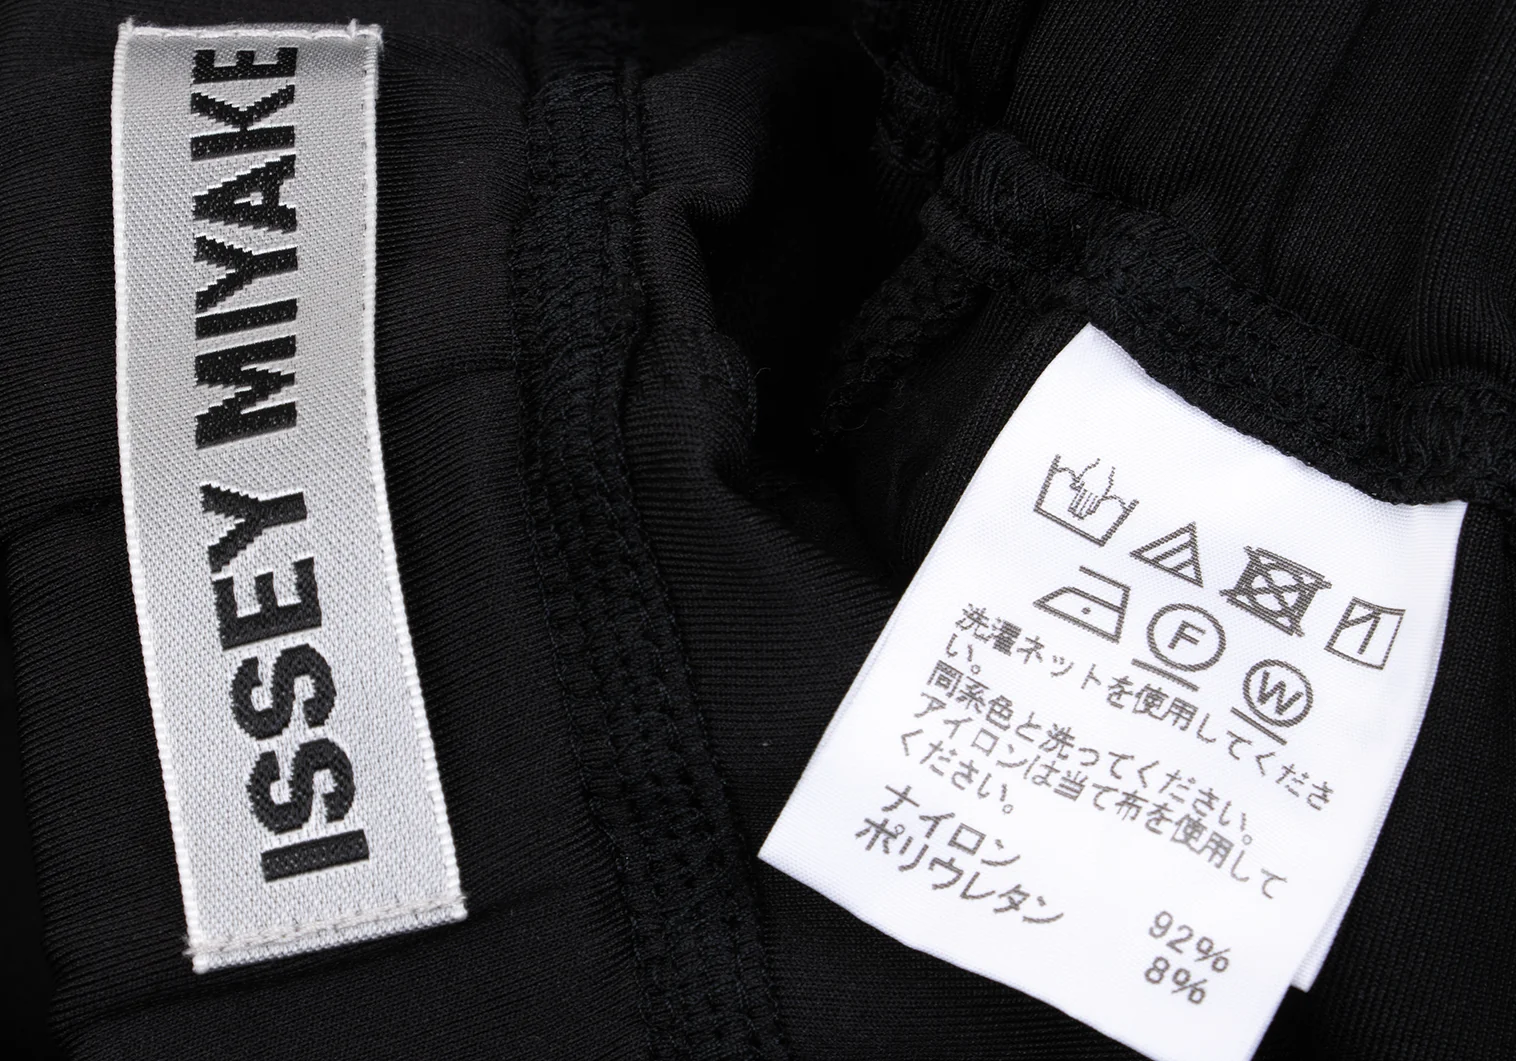 ISSEY MIYAKE
F
W
洗濯ネットを使用してくださ
い。
同系色と洗ってください。
アイロンは当て布を使用して
ください。
ナイロン 92%
ポリウレタン 8%